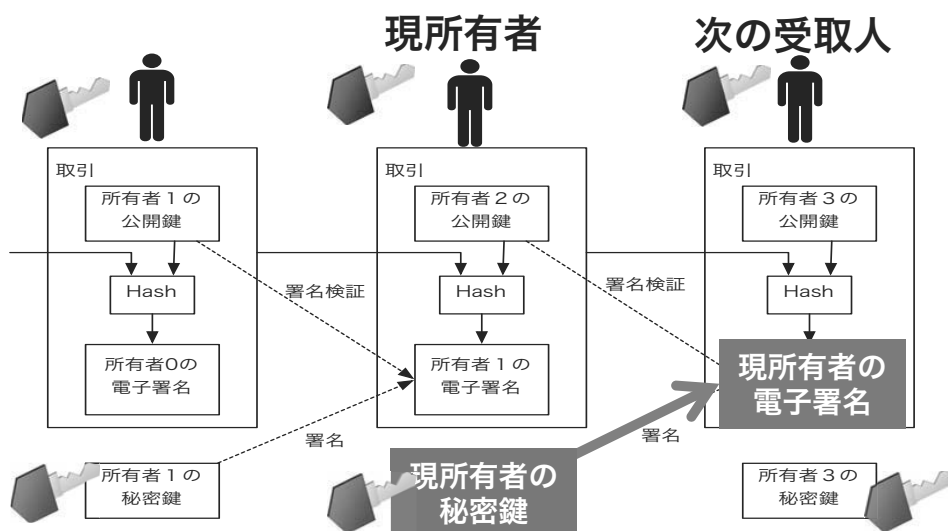 現所有者
次の受取人
取引
所有者1の
公開鍵
Hash
所有者0の
電子署名
取引
所有者2の
公開鍵
Hash
所有者1の
電子署名
取引
所有者3の
公開鍵
Hash
現所有者の
電子署名
署名検証
署名検証
署名
署名
所有者1の
秘密鍵
現所有者の
秘密鍵
所有者3の
秘密鍵